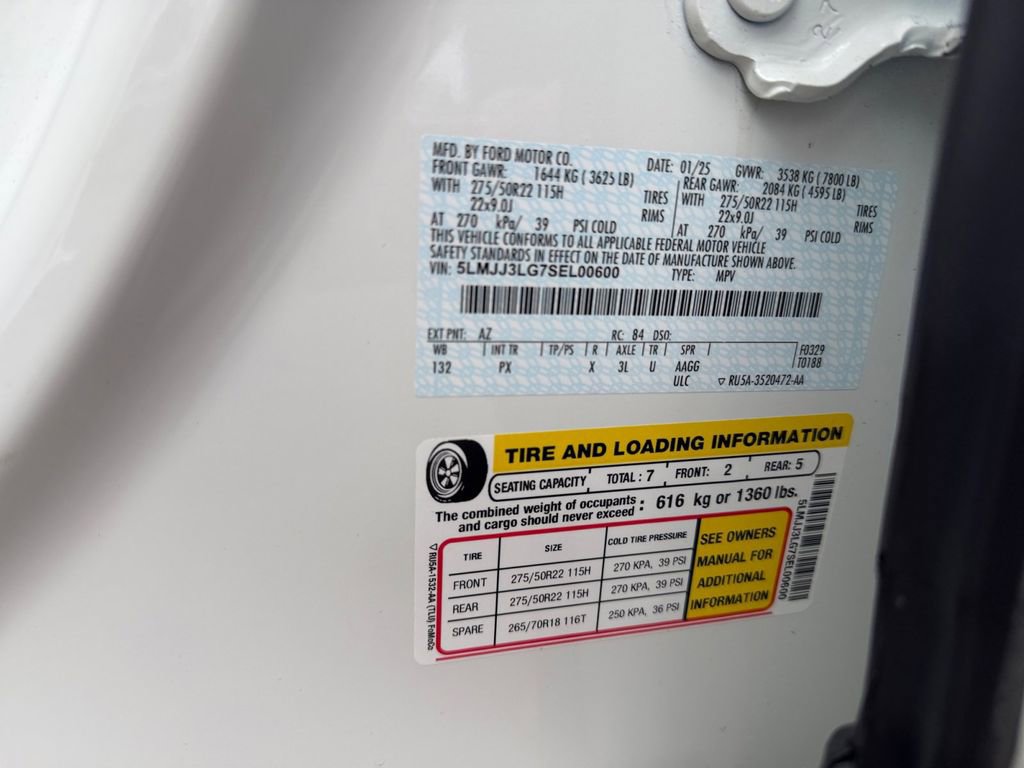 27
MFD. BY FORD MOTOR CO. DATE: 01/25 GVWR: 3538 KG ( 7800 LB)
FRONT GAWR: 1644 KG ( 3625 LB) REAR GAWR: 2084 KG ( 4595 LB)
WITH 275/50R22 115H TIRES WITH 275/50R22 115H TIRES
22x9.0J RIMS 22x9.0J RIMS
AT 270 kPa/ 39 PSI COLD AT 270 kPa/ 39 PSI COLD
THIS VEHICLE CONFORMS TO ALL APPLICABLE FEDERAL MOTOR VEHICLE
SAFETY STANDARDS IN EFFECT ON THE DATE OF MANUFACTURE SHOWN ABOVE.
VIN: 5LMJJ3LG7SEL00600 TYPE: MPV
EXT PNT: AZ RC: 84 DSO:
WB INT TR TP/PS R AXLE TR SPR F0329
132 PX X 3L U AAGG T0188
ULC ▽ RU5A-3520472-AA
TIRE AND LOADING INFORMATION
SEATING CAPACITY TOTAL : 7 FRONT: 2 REAR: 5
The combined weight of occupants and cargo should never exceed : 616 kg or 1360 lbs.
TIRE SIZE COLD TIRE PRESSURE
FRONT 275/50R22 115H 270 KPA, 39 PSI
REAR 275/50R22 115H 270 KPA, 39 PSI
SPARE 265/70R18 116T 250 KPA, 36 PSI
SEE OWNERS
MANUAL FOR
ADDITIONAL
INFORMATION
5LMJJ3LG7SEL00600
▽ RU5A-1532-AA (TLU) FoMoCo